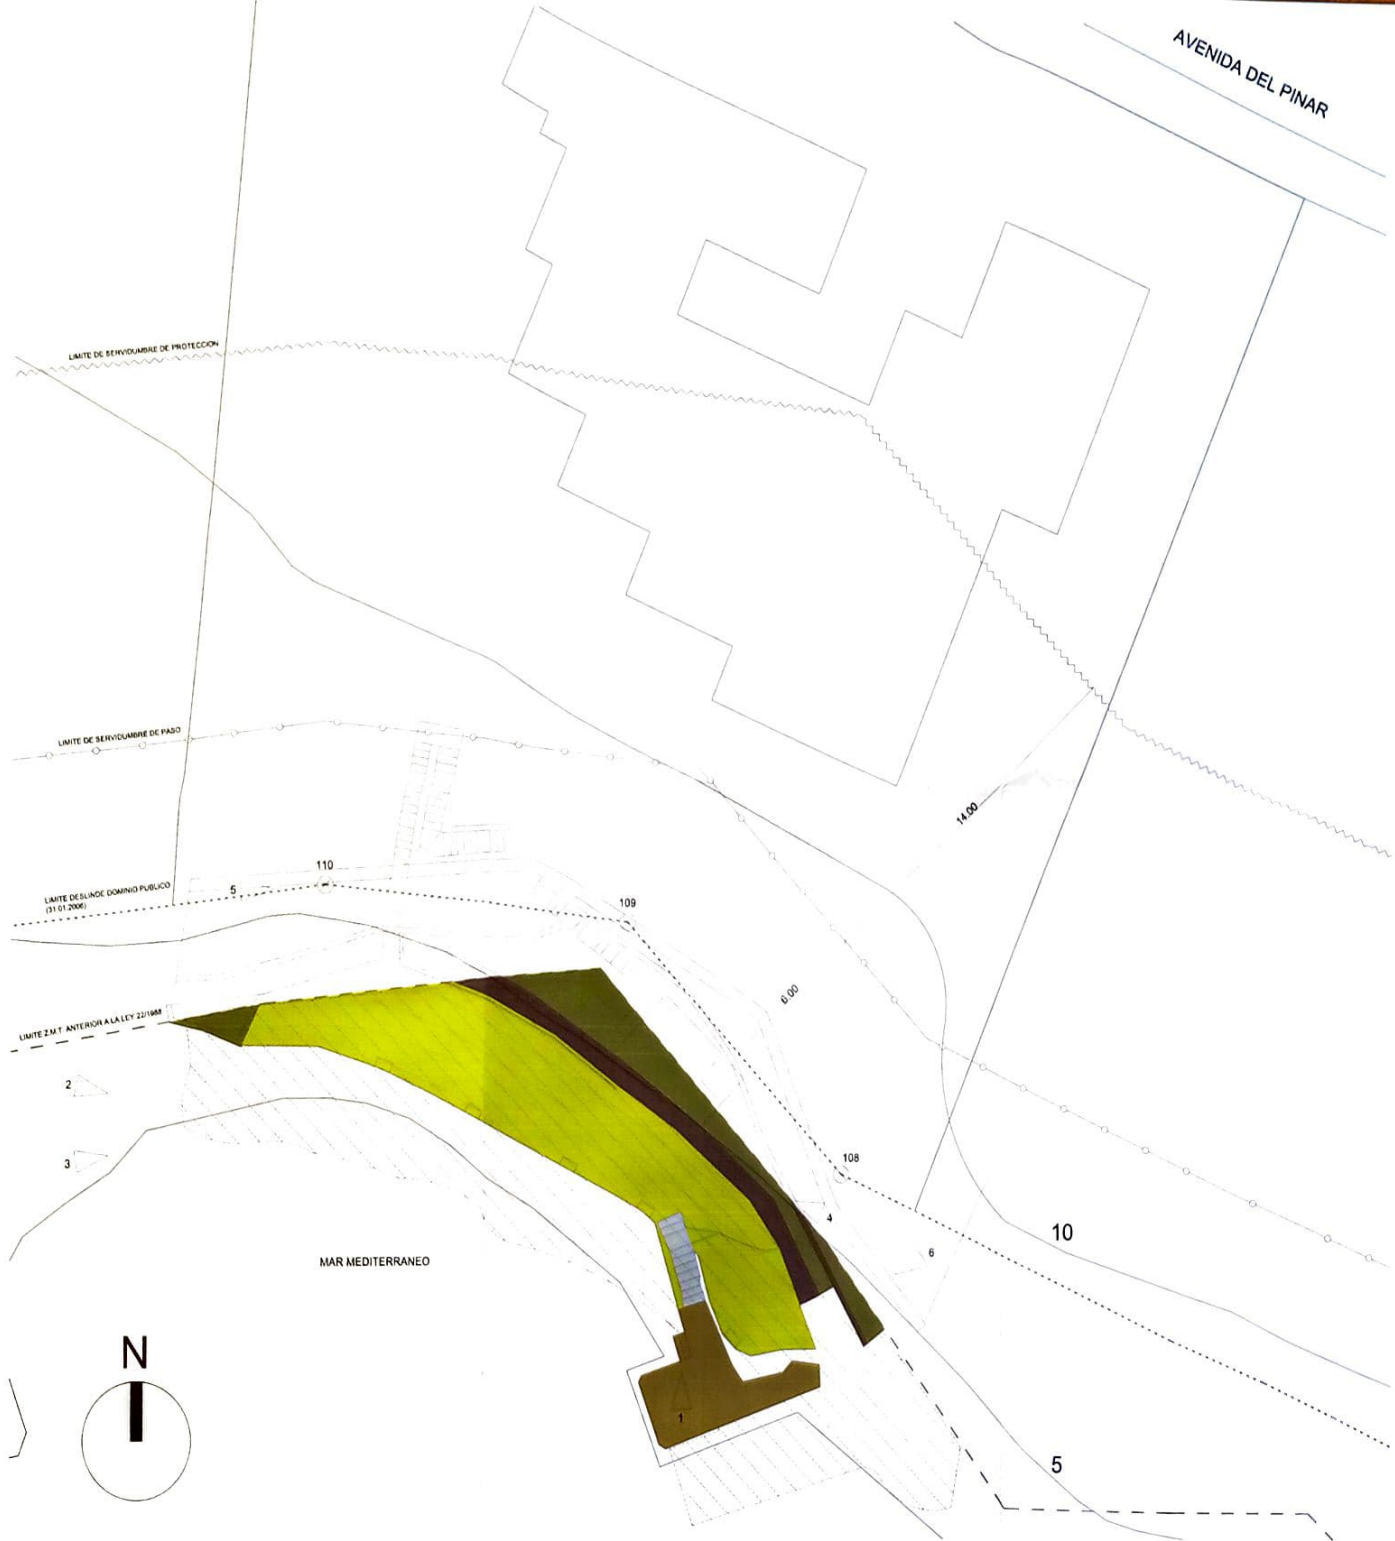 AVENIDA DEL PINAR
LIMITE DE SERVIDUMBRE DE PROTECCION
LIMITE DE SERVIDUMBRE DE PASO
14.00
110
5
LIMITE DESLINDE DOMINIO PUBLICO
(31.01.2006)
109
6.00
LIMITE Z.M.T. ANTERIOR A LA LEY 22/1988
2
3
108
4
6
10
MAR MEDITERRANEO
N
1
5